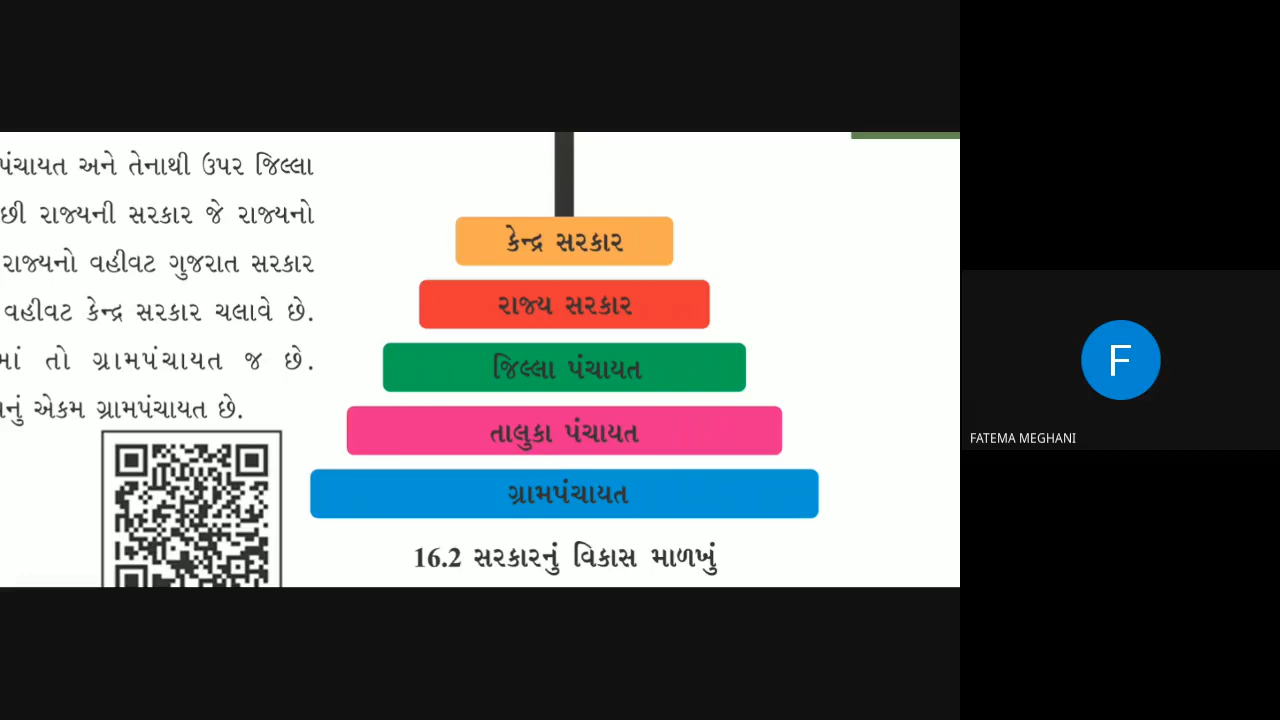 પંચાયત અને તેનાથી ઉપર જિલ્લા
રાજ્યની સરકાર જે રાજ્યનો
રાજ્યનો વહીવટ ગુજરાત સરકાર
વહીવટ કેન્દ્ર સરકાર ચલાવે છે.
તો ગ્રામપંચાયત જ છે.
એકમ ગ્રામપંચાયત છે.
કેન્દ્ર સરકાર
રાજ્ય સરકાર
જિલ્લા પંચાયત
તાલુકા પંચાયત
ગ્રામપંચાયત
16.2 સરકારનું વિકાસ માળખું
F
FATEMA MEGHANI